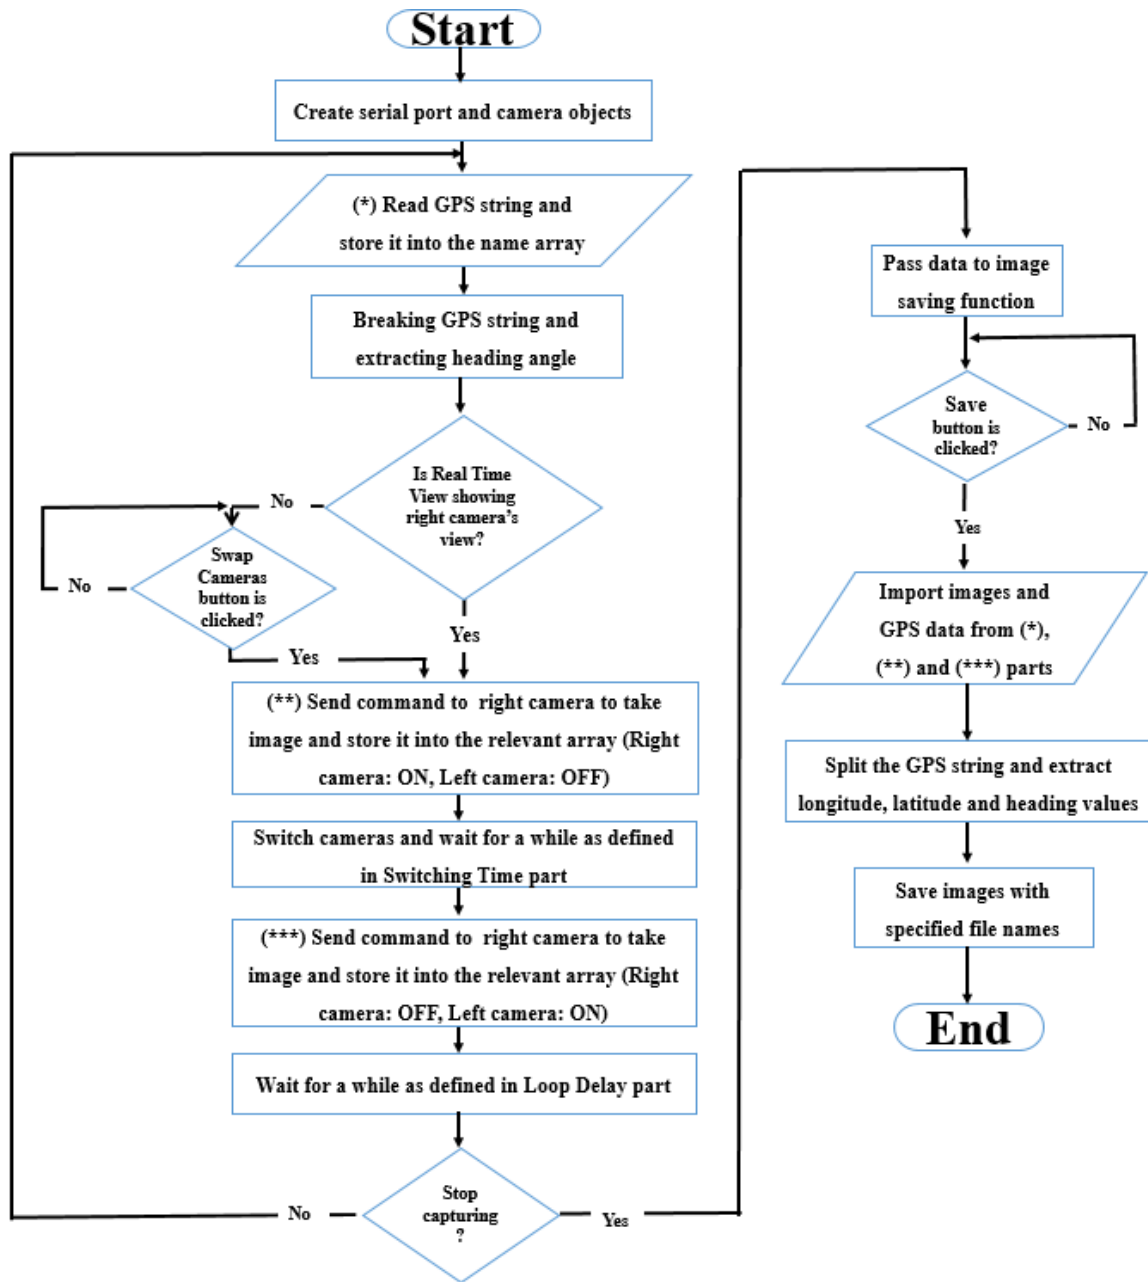 Start
Create serial port and camera objects
(*) Read GPS string and
store it into the name array
Breaking GPS string and
extracting heading angle
Is Real Time
View showing
right camera's
view?
No
Swap
Cameras
button is
clicked?
No
Yes
Yes
(**) Send command to right camera to take
image and store it into the relevant array (Right
camera: ON, Left camera: OFF)
Switch cameras and wait for a while as defined
in Switching Time part
(***) Send command to right camera to take
image and store it into the relevant array (Right
camera: OFF, Left camera: ON)
Wait for a while as defined in Loop Delay part
Stop
capturing
?
No
Yes
Pass data to image
saving function
Save
button is
clicked?
No
Yes
Import images and
GPS data from (*),
(**) and (***) parts
Split the GPS string and extract
longitude, latitude and heading values
Save images with
specified file names
End